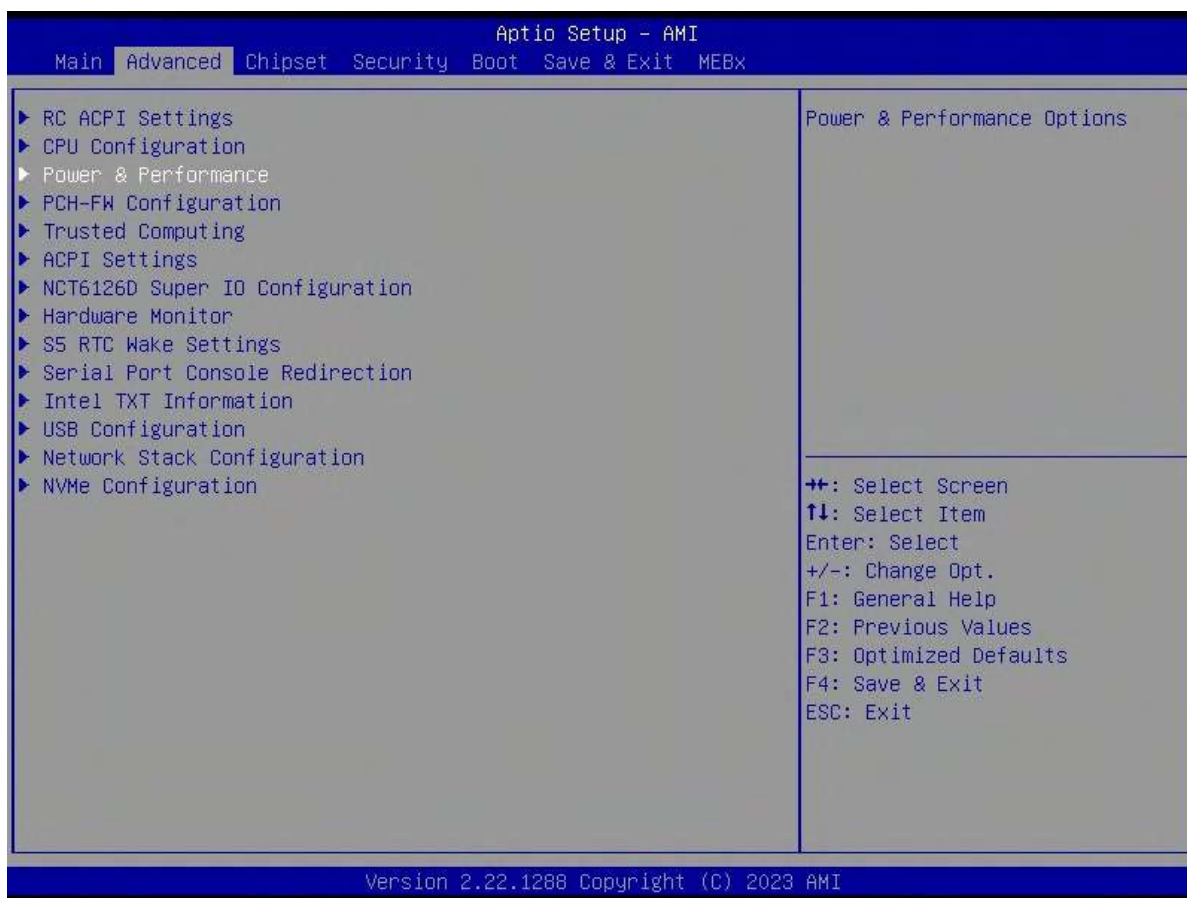 Aptio Setup - AMI
Main Advanced Chipset Security Boot Save & Exit MEBx
▶ RC ACPI Settings
▶ CPU Configuration
▶ Power & Performance
▶ PCH-FW Configuration
▶ Trusted Computing
▶ ACPI Settings
▶ NCT6126D Super IO Configuration
▶ Hardware Monitor
▶ S5 RTC Wake Settings
▶ Serial Port Console Redirection
▶ Intel TXT Information
▶ USB Configuration
▶ Network Stack Configuration
▶ NVMe Configuration
Power & Performance Options
→←: Select Screen
↑↓: Select Item
Enter: Select
+/-: Change Opt.
F1: General Help
F2: Previous Values
F3: Optimized Defaults
F4: Save & Exit
ESC: Exit
Version 2.22.1288 Copyright (C) 2023 AMI